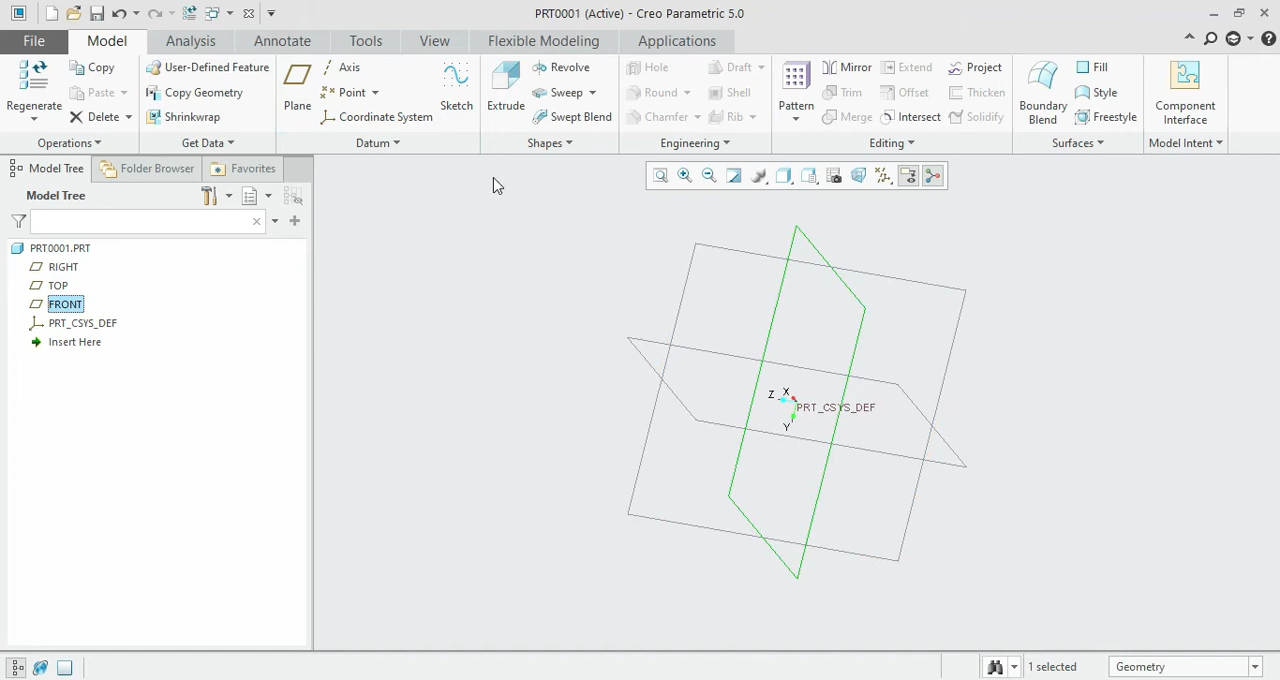 PRT0001 (Active) - Creo Parametric 5.0
File Model Analysis Annotate Tools View Flexible Modeling Applications
Regenerate Copy Paste Delete
User-Defined Feature Copy Geometry Shrinkwrap
Plane Axis Point Coordinate System Sketch
Extrude Revolve Sweep Swept Blend
Hole Round Chamfer Draft Shell Rib
Pattern Mirror Trim Merge Extend Offset Intersect Project Thicken Solidify
Boundary Blend Fill Style Freestyle
Component Interface
Operations Get Data Datum Shapes Engineering Editing Surfaces Model Intent
Model Tree Folder Browser Favorites
Model Tree
PRT0001.PRT
RIGHT
TOP
FRONT
PRT_CSYS_DEF
Insert Here
X
Z
PRT_CSYS_DEF
Y
1 selected Geometry